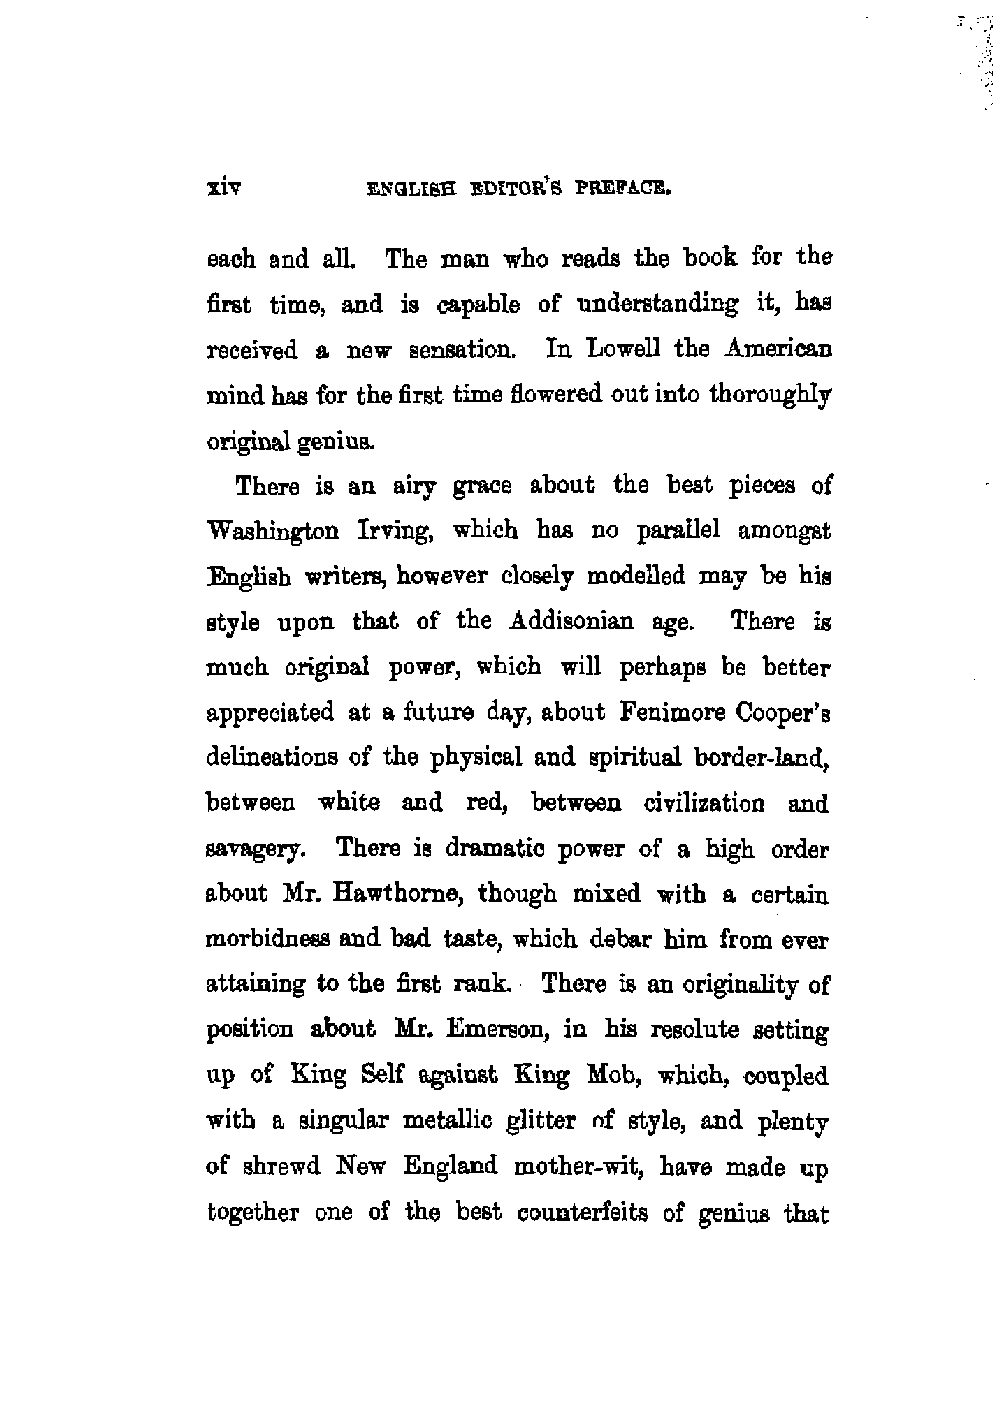 xiv ENGLISH EDITOR'S PREFACE.
each and all. The man who reads the book for the
first time, and is capable of understanding it, has
received a new sensation. In Lowell the American
mind has for the first time flowered out into thoroughly
original genius.
There is an airy grace about the best pieces of
Washington Irving, which has no parallel amongst
English writers, however closely modelled may be his
style upon that of the Addisonian age. There is
much original power, which will perhaps be better
appreciated at a future day, about Fenimore Cooper's
delineations of the physical and spiritual border-land,
between white and red, between civilization and
savagery. There is dramatic power of a high order
about Mr. Hawthorne, though mixed with a certain
morbidness and bad taste, which debar him from ever
attaining to the first rank. There is an originality of
position about Mr. Emerson, in his resolute setting
up of King Self against King Mob, which, coupled
with a singular metallic glitter of style, and plenty
of shrewd New England mother-wit, have made up
together one of the best counterfeits of genius that